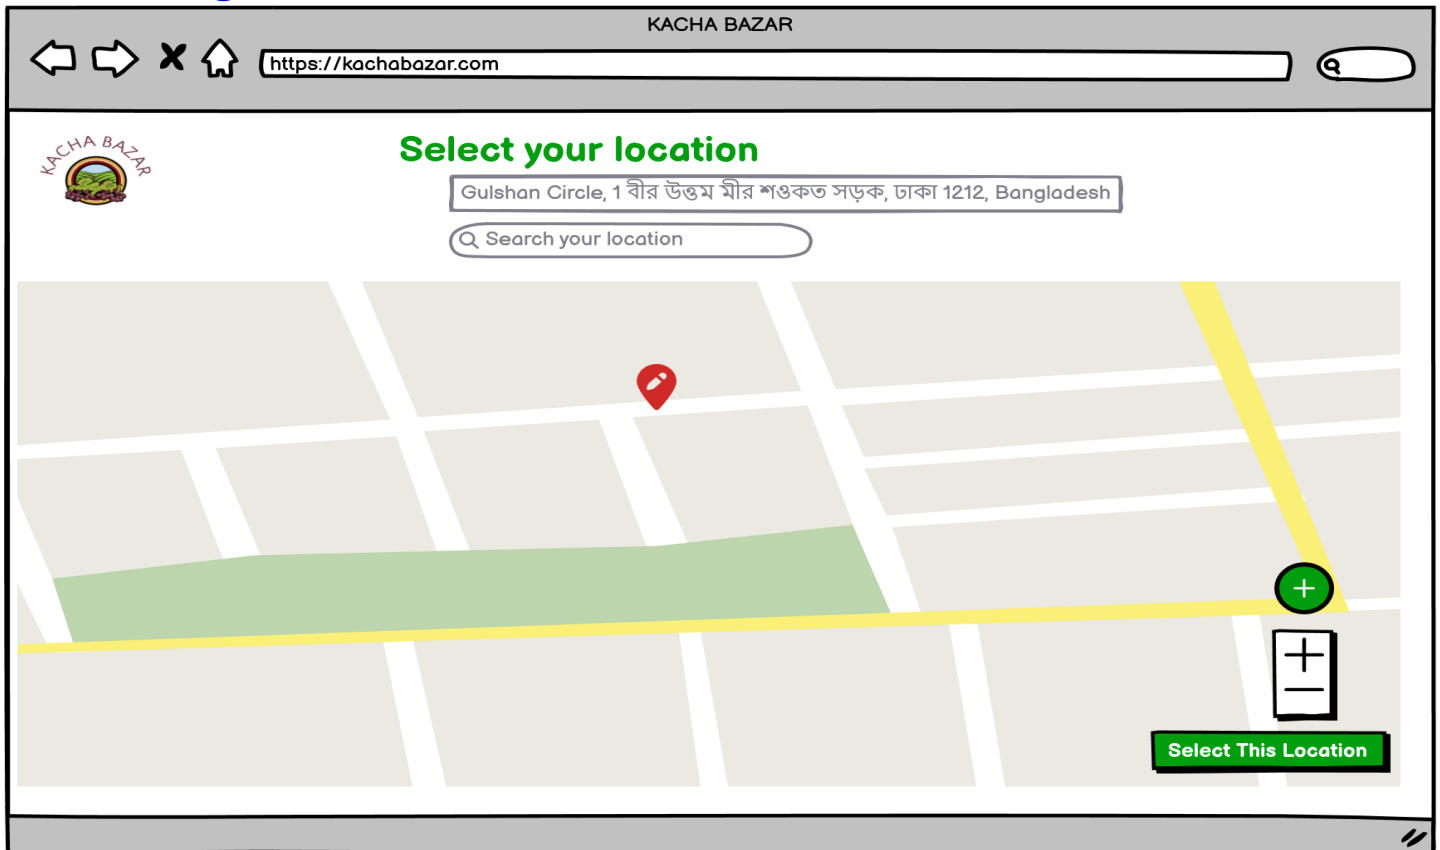 KACHA BAZAR
https://kachabazar.com
KACHA BAZAR
Select your location
Gulshan Circle, 1 বীর উত্তম মীর শওকত সড়ক, ঢাকা 1212, Bangladesh
Search your location
Select This Location